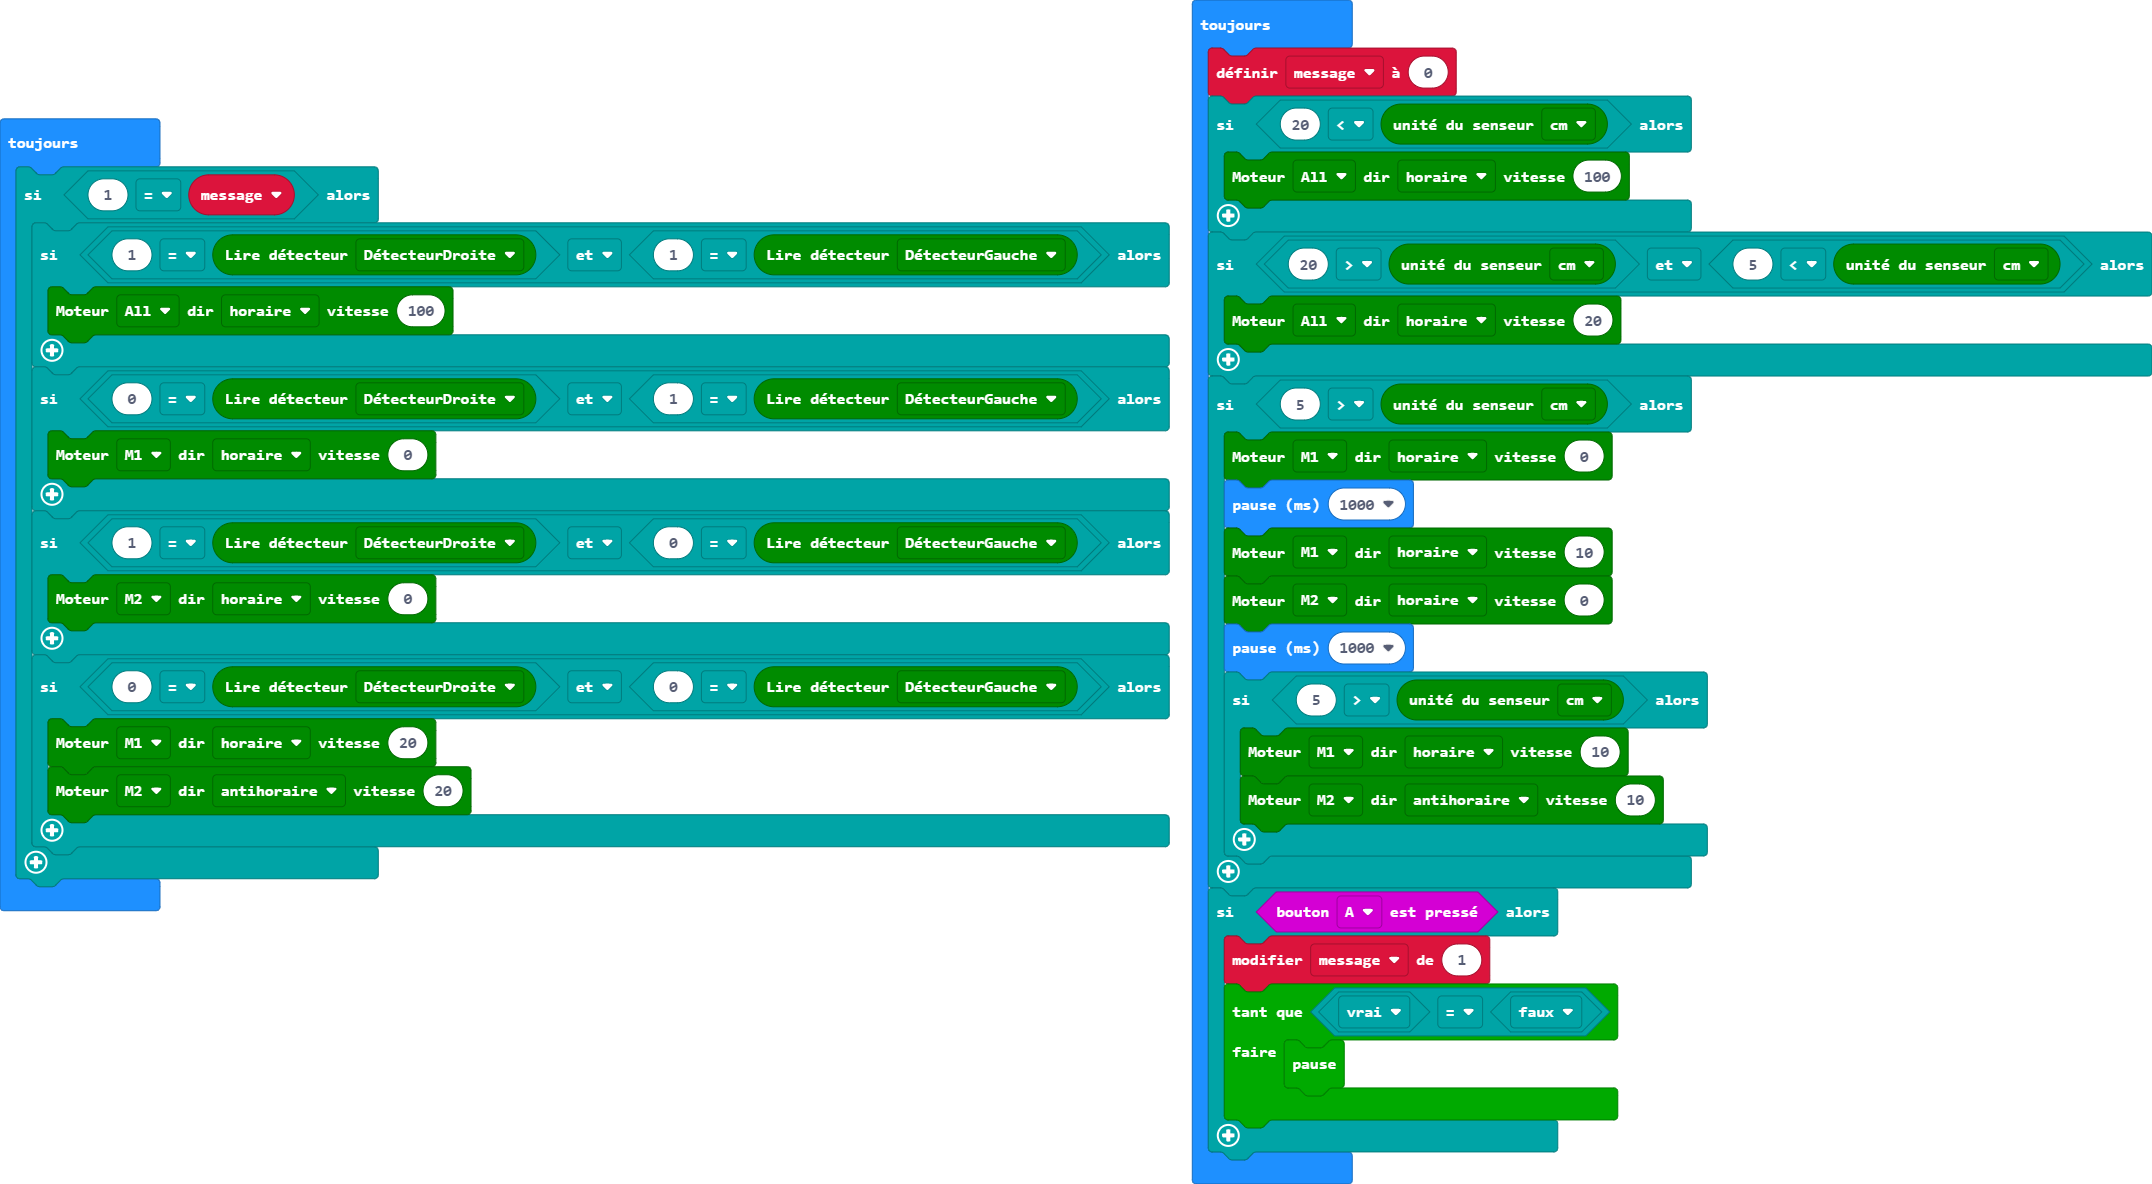 toujours
si 1 = message alors
si 1 = Lire détecteur DétecteurDroite et 1 = Lire détecteur DétecteurGauche alors
Moteur All dir horaire vitesse 100
si 0 = Lire détecteur DétecteurDroite et 1 = Lire détecteur DétecteurGauche alors
Moteur M1 dir horaire vitesse 0
si 1 = Lire détecteur DétecteurDroite et 0 = Lire détecteur DétecteurGauche alors
Moteur M2 dir horaire vitesse 0
si 0 = Lire détecteur DétecteurDroite et 0 = Lire détecteur DétecteurGauche alors
Moteur M1 dir horaire vitesse 20
Moteur M2 dir antihoraire vitesse 20
toujours
définir message à 0
si 20 < unité du senseur cm alors
Moteur All dir horaire vitesse 100
si 20 > unité du senseur cm et 5 < unité du senseur cm alors
Moteur All dir horaire vitesse 20
si 5 > unité du senseur cm alors
Moteur M1 dir horaire vitesse 0
pause (ms) 1000
Moteur M1 dir horaire vitesse 10
Moteur M2 dir horaire vitesse 0
pause (ms) 1000
si 5 > unité du senseur cm alors
Moteur M1 dir horaire vitesse 10
Moteur M2 dir antihoraire vitesse 10
si bouton A est pressé alors
modifier message de 1
tant que vrai = faux
faire pause